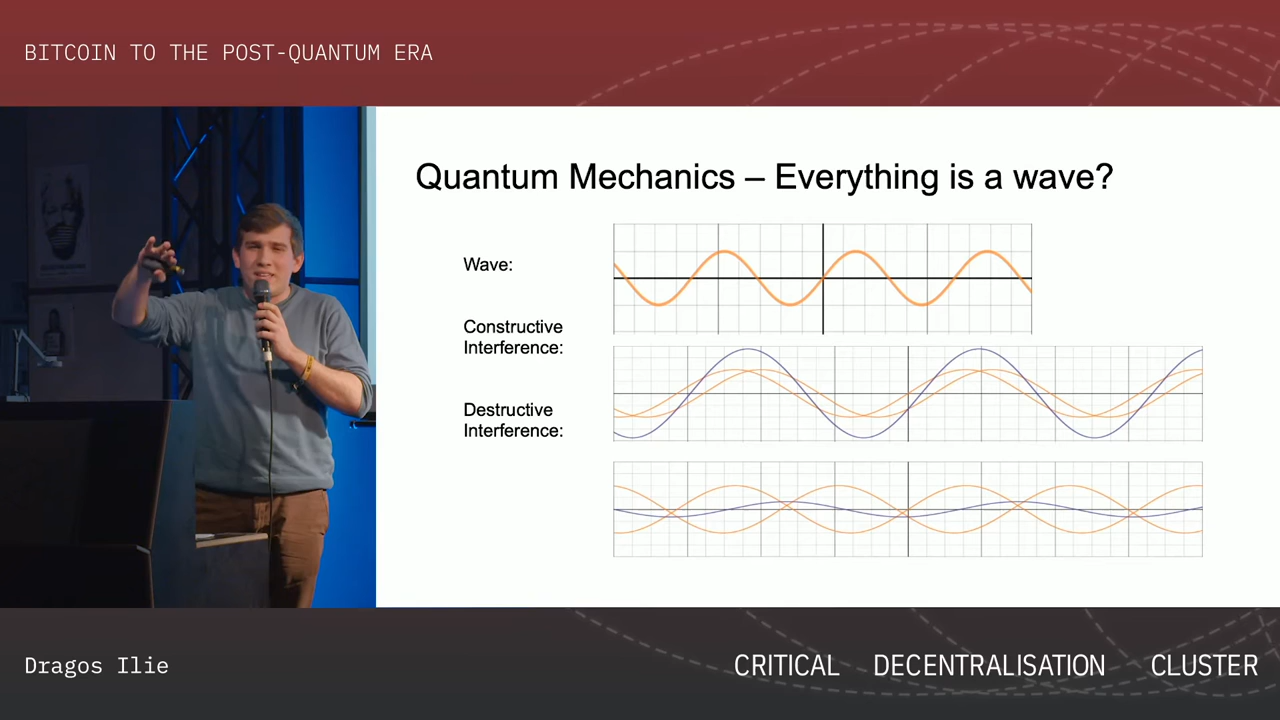 BITCOIN TO THE POST-QUANTUM ERA
Quantum Mechanics – Everything is a wave?
Wave:
Constructive
Interference:
Destructive
Interference:
Dragos Ilie
CRITICAL DECENTRALISATION CLUSTER